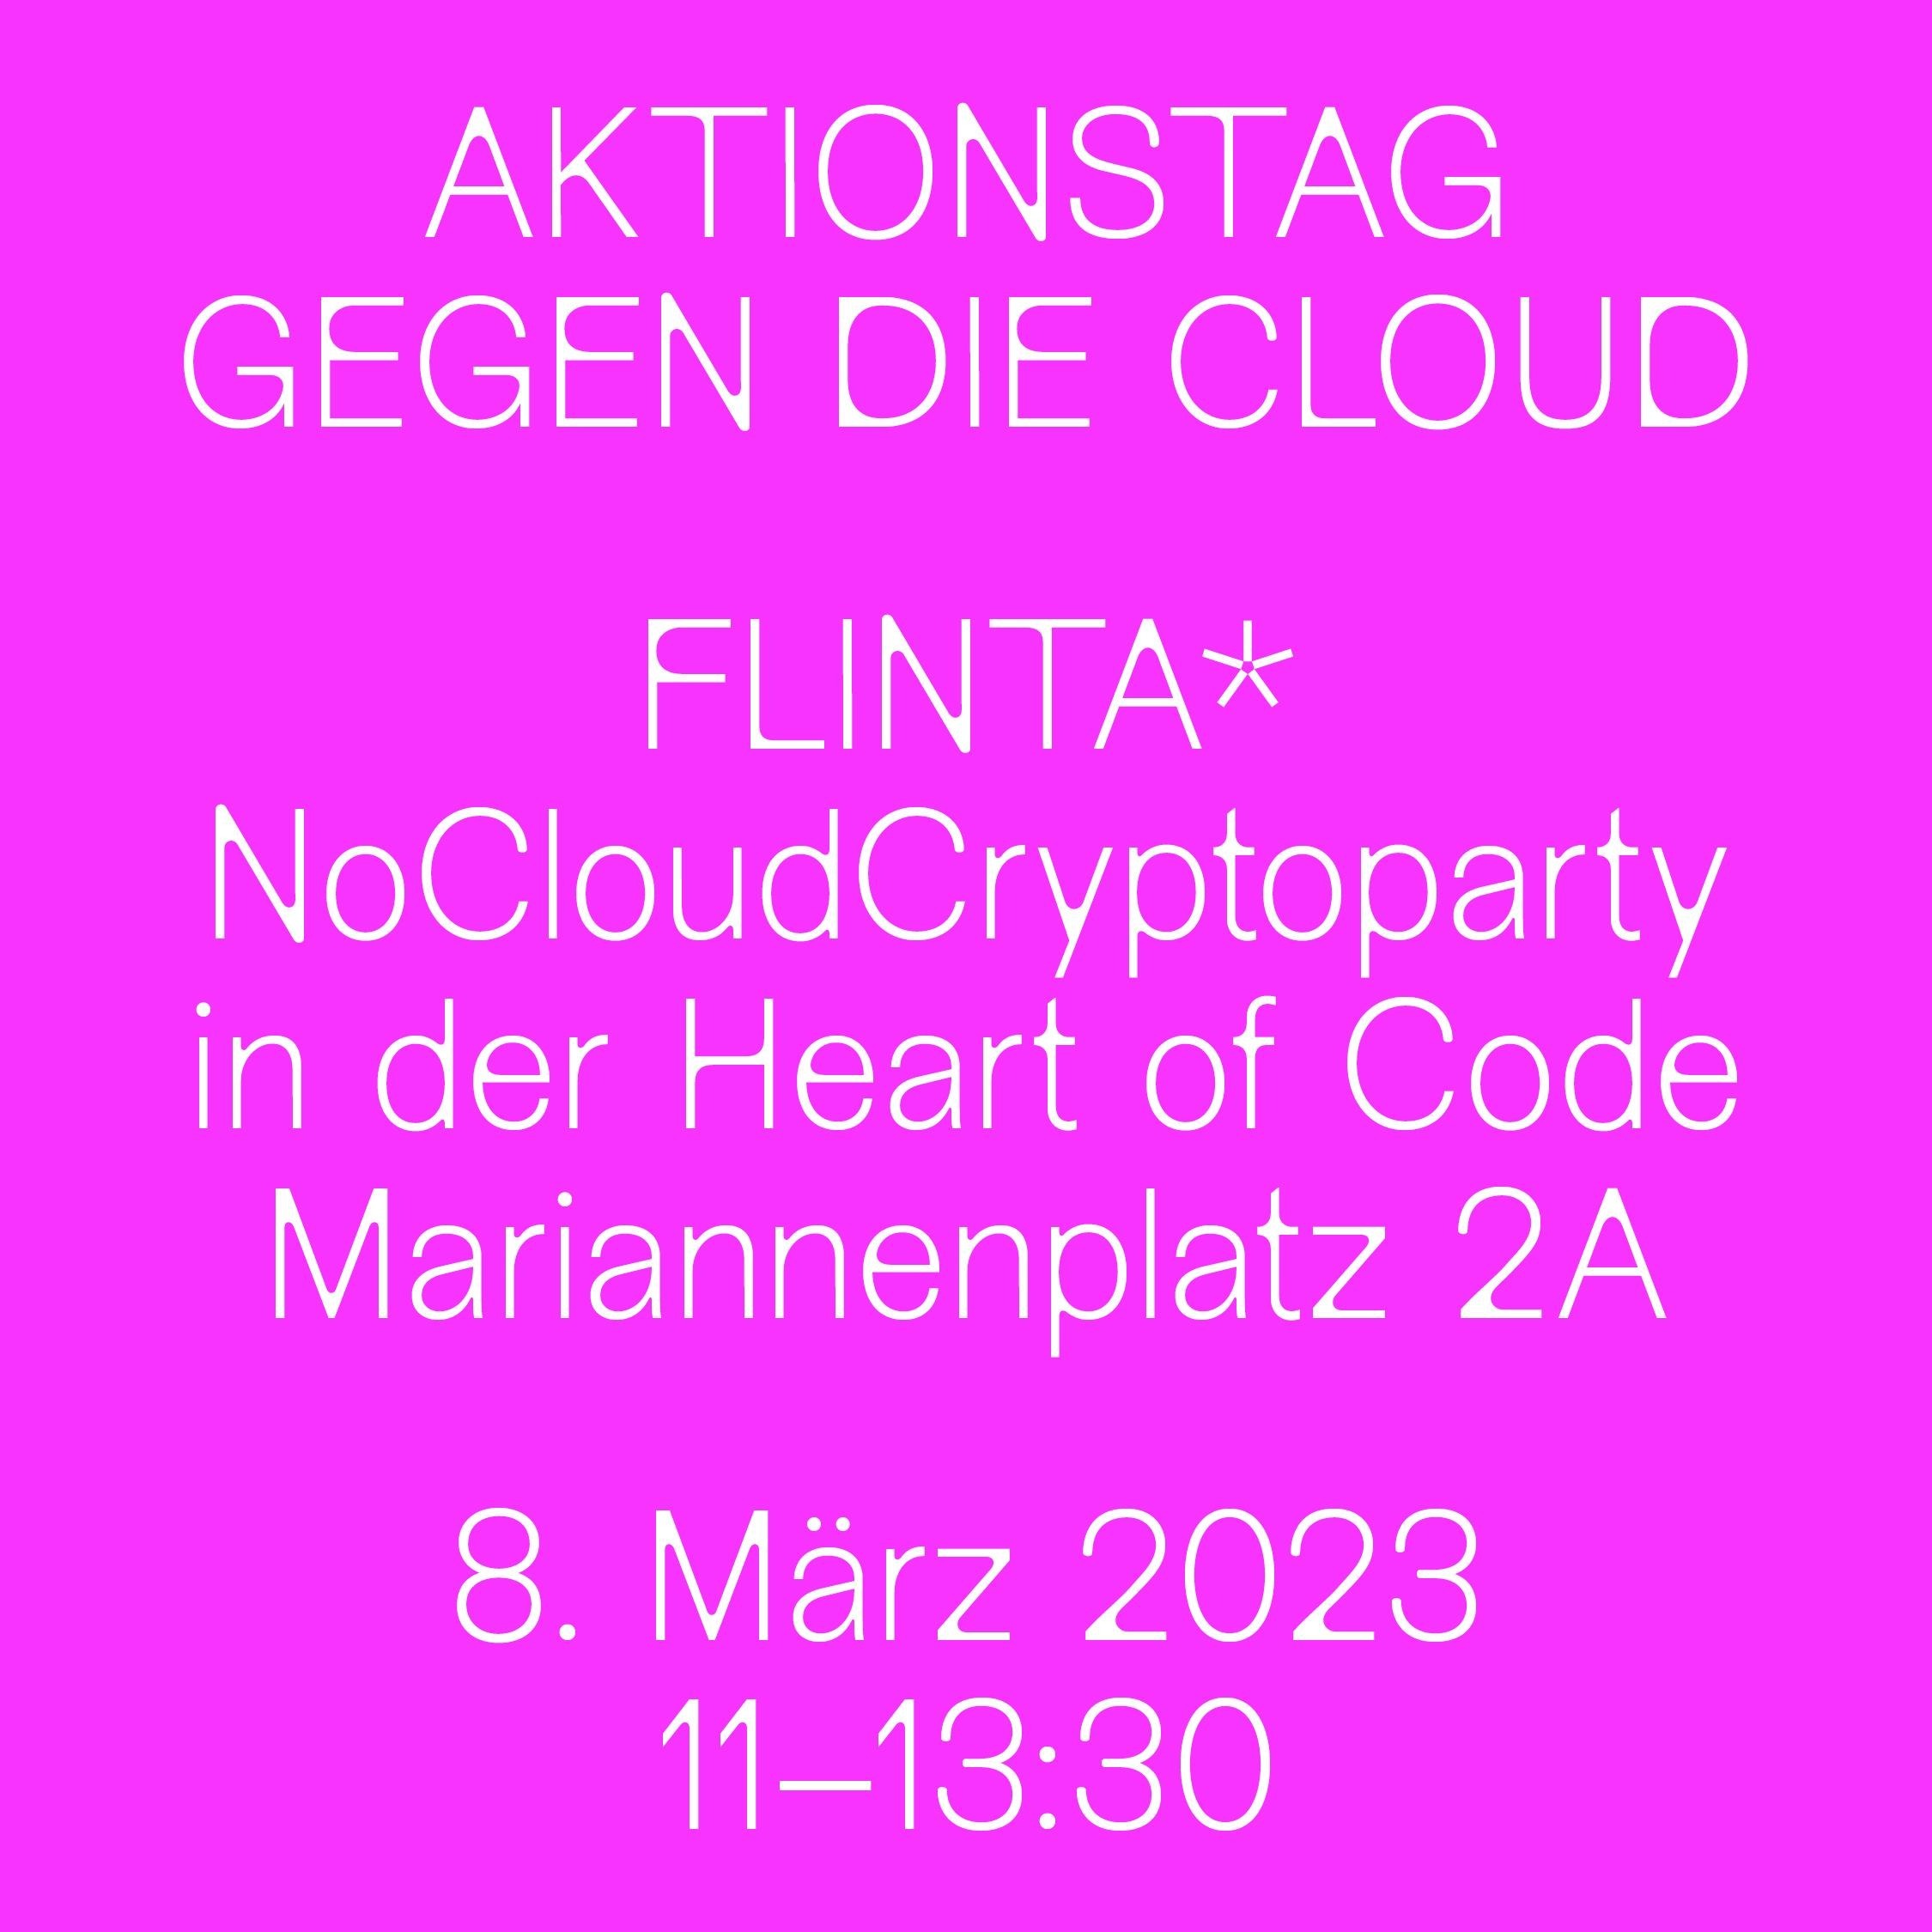 AKTIONSTAG
GEGEN DIE CLOUD
FLINTA*
NoCloudCryptoparty
in der Heart of Code
Mariannenplatz 2A
8. März 2023
11–13:30